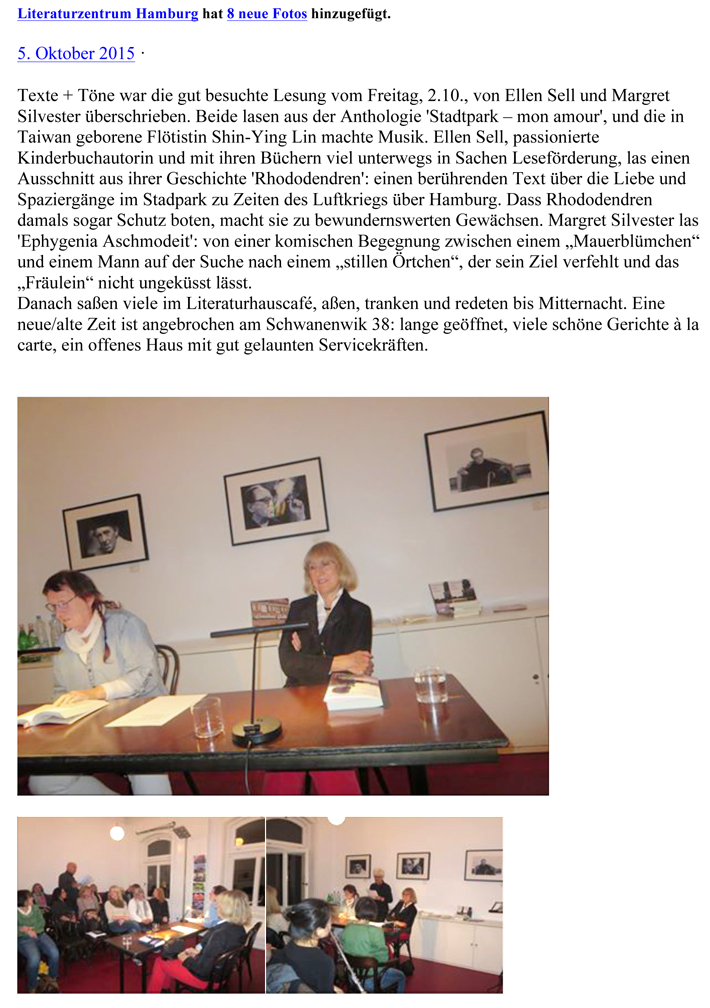 Literaturzentrum Hamburg hat 8 neue Fotos hinzugefügt.
5. Oktober 2015 ·
Texte + Töne war die gut besuchte Lesung vom Freitag, 2.10., von Ellen Sell und Margret
Silvester überschrieben. Beide lasen aus der Anthologie 'Stadtpark – mon amour', und die in
Taiwan geborene Flötistin Shin-Ying Lin machte Musik. Ellen Sell, passionierte
Kinderbuchautorin und mit ihren Büchern viel unterwegs in Sachen Leseförderung, las einen
Ausschnitt aus ihrer Geschichte 'Rhododendren': einen berührenden Text über die Liebe und
Spaziergänge im Stadpark zu Zeiten des Luftkriegs über Hamburg. Dass Rhododendren
damals sogar Schutz boten, macht sie zu bewundernswerten Gewächsen. Margret Silvester las
'Ephygenia Aschmodeit': von einer komischen Begegnung zwischen einem „Mauerblümchen“
und einem Mann auf der Suche nach einem „stillen Örtchen“, der sein Ziel verfehlt und das
„Fräulein“ nicht ungeküsst lässt.
Danach saßen viele im Literaturhauscafé, aßen, tranken und redeten bis Mitternacht. Eine
neue/alte Zeit ist angebrochen am Schwanenwik 38: lange geöffnet, viele schöne Gerichte à la
carte, ein offenes Haus mit gut gelaunten Servicekräften.